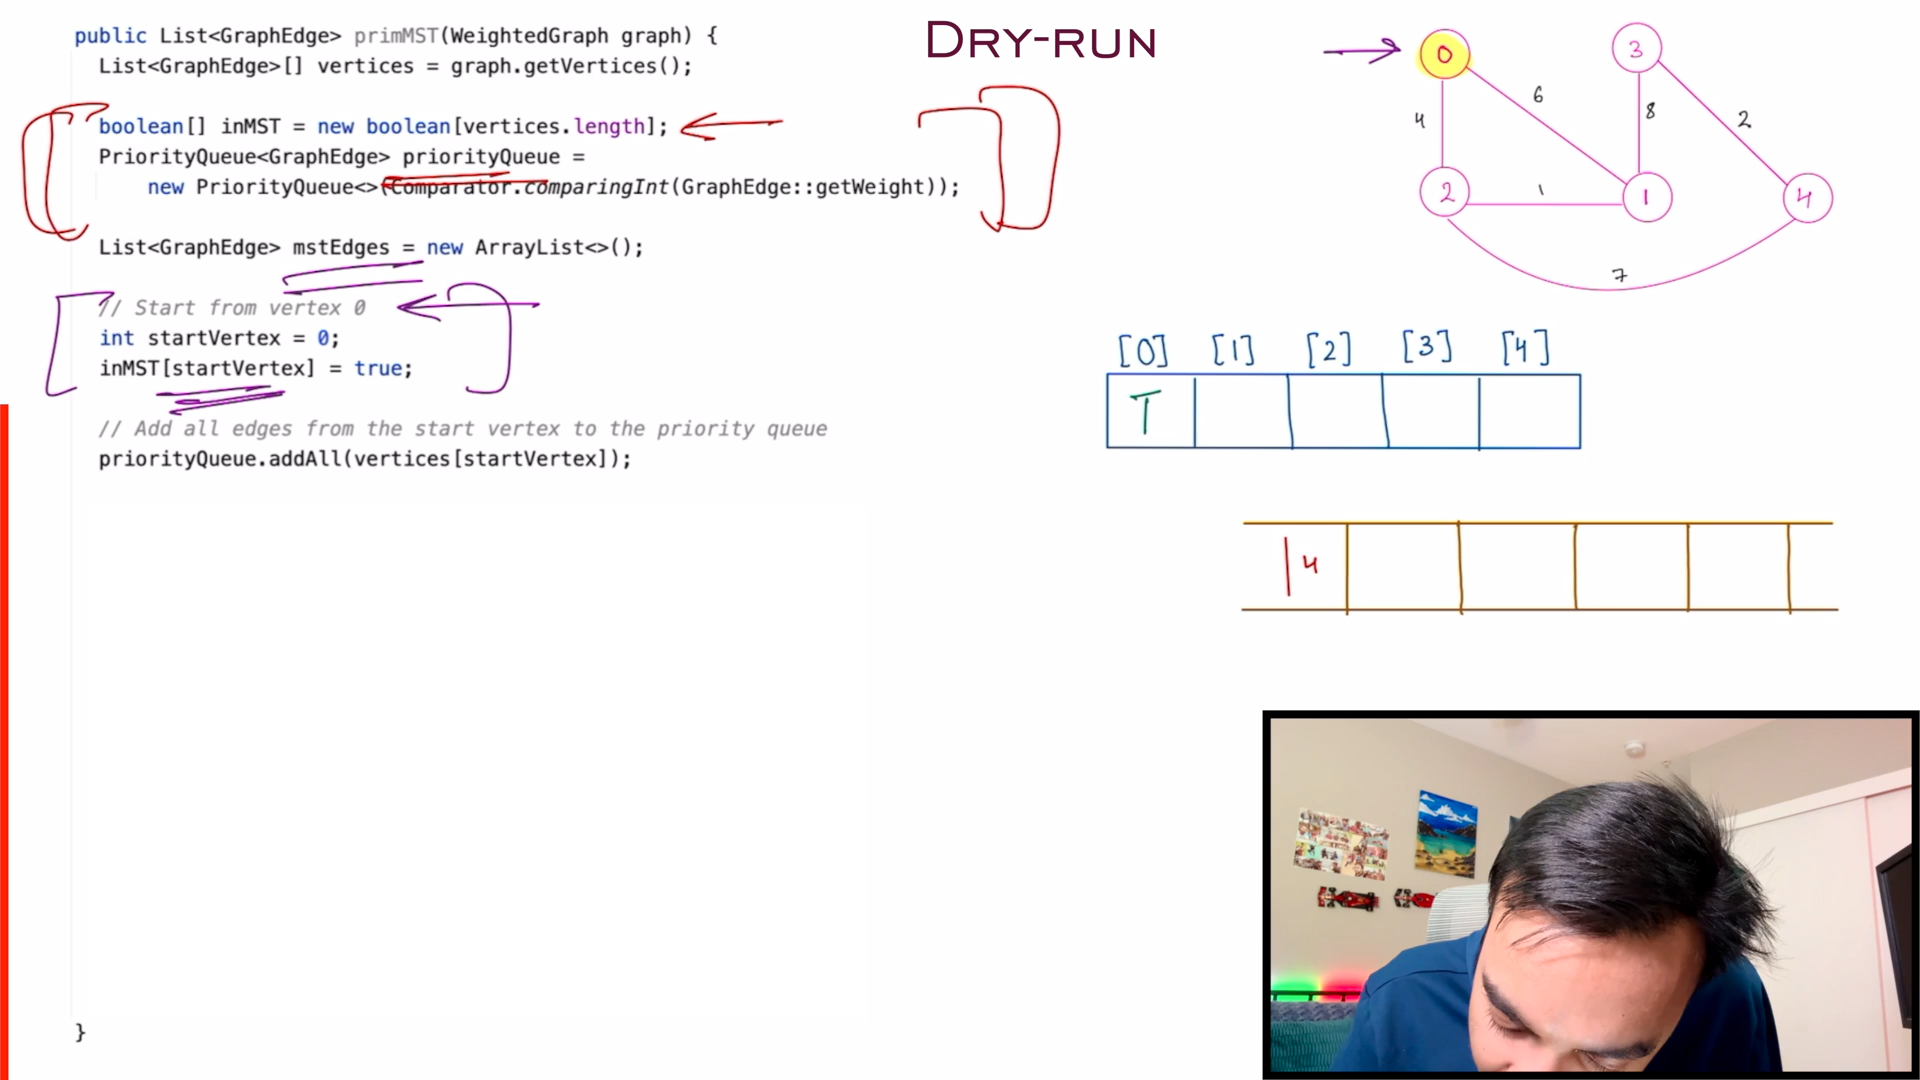 public List<GraphEdge> primMST(WeightedGraph graph) {
List<GraphEdge>[] vertices = graph.getVertices();
boolean[] inMST = new boolean[vertices.length];
PriorityQueue<GraphEdge> priorityQueue =
new PriorityQueue<>(Comparator.comparingInt(GraphEdge::getWeight));
List<GraphEdge> mstEdges = new ArrayList<>();
// Start from vertex 0
int startVertex = 0;
inMST[startVertex] = true;
// Add all edges from the start vertex to the priority queue
priorityQueue.addAll(vertices[startVertex]);
}
DRY-RUN
0
3
6
4
8
2
2
1
1
4
7
[0] [1] [2] [3] [4]
T
|4